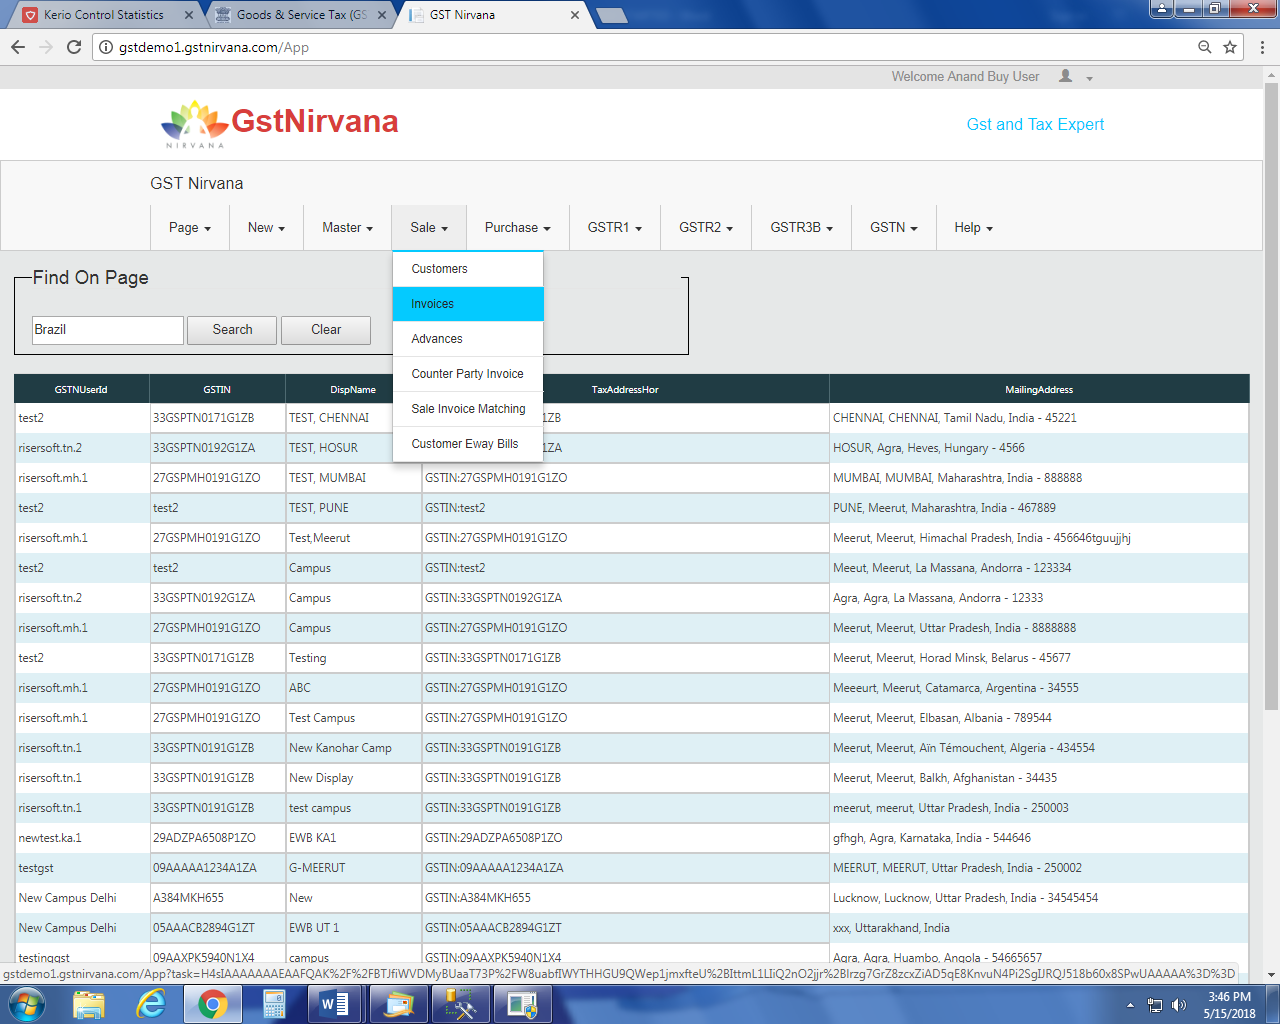 Kerio Control Statistics
Goods & Service Tax (GS
GST Nirvana
gstdemo1.gstnirvana.com/App
Welcome Anand Buy User
NIRVANA
GstNirvana
Gst and Tax Expert
GST Nirvana
Page New Master Sale Purchase GSTR1 GSTR2 GSTR3B GSTN Help
Customers
Invoices
Advances
Counter Party Invoice
Sale Invoice Matching
Customer Eway Bills
Find On Page
Brazil Search Clear
GSTNUserId GSTIN DispName TaxAddressHor MailingAddress
test2 33GSPTN0171G1ZB TEST, CHENNAI 1ZB CHENNAI, CHENNAI, Tamil Nadu, India - 45221
risersoft.tn.2 33GSPTN0192G1ZA TEST, HOSUR 1ZA HOSUR, Agra, Heves, Hungary - 4566
risersoft.mh.1 27GSPMH0191G1ZO TEST, MUMBAI GSTIN:27GSPMH0191G1ZO MUMBAI, MUMBAI, Maharashtra, India - 888888
test2 test2 TEST, PUNE GSTIN:test2 PUNE, Meerut, Maharashtra, India - 467889
risersoft.mh.1 27GSPMH0191G1ZO Test,Meerut GSTIN:27GSPMH0191G1ZO Meerut, Meerut, Himachal Pradesh, India - 456646tguujjhj
test2 test2 Campus GSTIN:test2 Meeut, Meerut, La Massana, Andorra - 123334
risersoft.tn.2 33GSPTN0192G1ZA Campus GSTIN:33GSPTN0192G1ZA Agra, Agra, La Massana, Andorra - 12333
risersoft.mh.1 27GSPMH0191G1ZO Campus GSTIN:27GSPMH0191G1ZO Meerut, Meerut, Uttar Pradesh, India - 8888888
test2 33GSPTN0171G1ZB Testing GSTIN:33GSPTN0171G1ZB Meerut, Meerut, Horad Minsk, Belarus - 45677
risersoft.mh.1 27GSPMH0191G1ZO ABC GSTIN:27GSPMH0191G1ZO Meeeurt, Meerut, Catamarca, Argentina - 34555
risersoft.mh.1 27GSPMH0191G1ZO Test Campus GSTIN:27GSPMH0191G1ZO Meerut, Meerut, Elbasan, Albania - 789544
risersoft.tn.1 33GSPTN0191G1ZB New Kanohar Camp GSTIN:33GSPTN0191G1ZB Meerut, Meerut, Aïn Témouchent, Algeria - 434554
risersoft.tn.1 33GSPTN0191G1ZB New Display GSTIN:33GSPTN0191G1ZB Meerut, Meerut, Balkh, Afghanistan - 34435
risersoft.tn.1 33GSPTN0191G1ZB test campus GSTIN:33GSPTN0191G1ZB meerut, meerut, Uttar Pradesh, India - 250003
newtest.ka.1 29ADZPA6508P1ZO EWB KA1 GSTIN:29ADZPA6508P1ZO gfhgh, Agra, Karnataka, India - 544646
testgst 09AAAAA1234A1ZA G-MEERUT GSTIN:09AAAAA1234A1ZA MEERUT, MEERUT, Uttar Pradesh, India - 250002
New Campus Delhi A384MKH655 New GSTIN:A384MKH655 Lucknow, Lucknow, Uttar Pradesh, India - 34545454
New Campus Delhi 05AAACB2894G1ZT EWB UT 1 GSTIN:05AAACB2894G1ZT xxx, Uttarakhand, India
testinggst 09AAXPK5940N1X4 campus GSTIN:09AAXPK5940N1X4 Agra, Agra, Huambo, Angola - 54665657
3:46 PM
5/15/2018